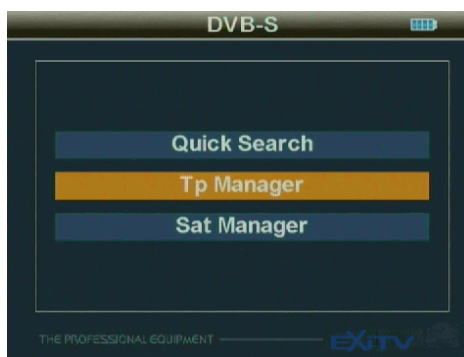 DVB-S
Quick Search
Tp Manager
Sat Manager
THE PROFESSIONAL EQUIPMENT
EXiTV